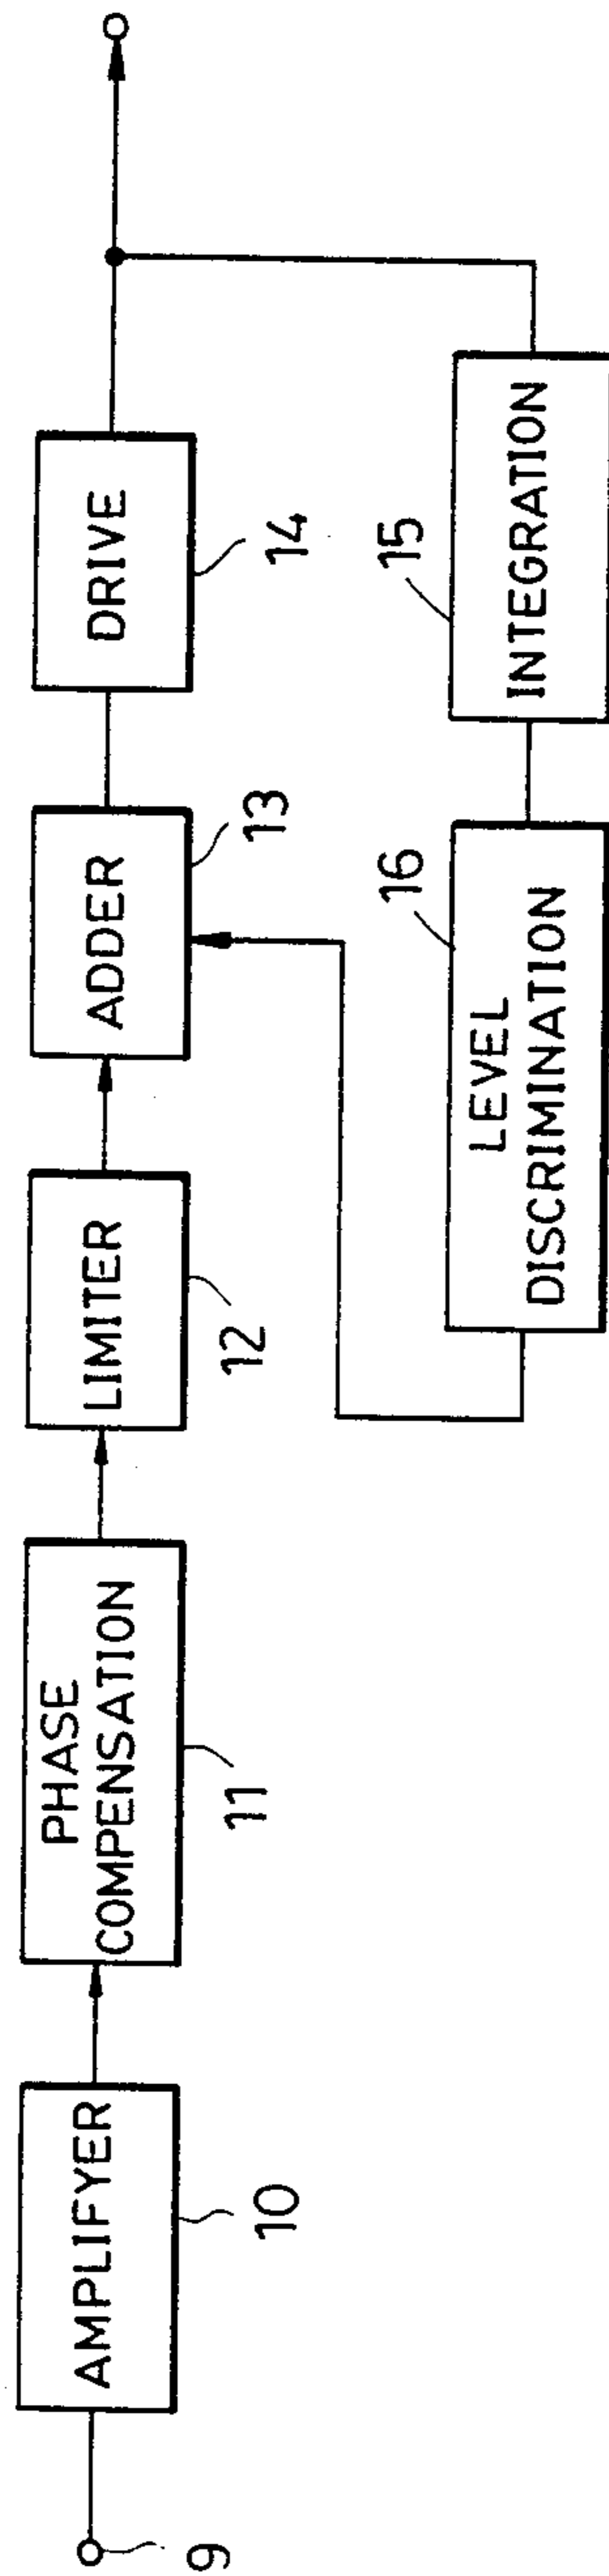 9
AMPLIFYER
10
PHASE
COMPENSATION
11
LIMITER
12
ADDER
13
DRIVE
14
LEVEL
DISCRIMINATION
16
INTEGRATION
15